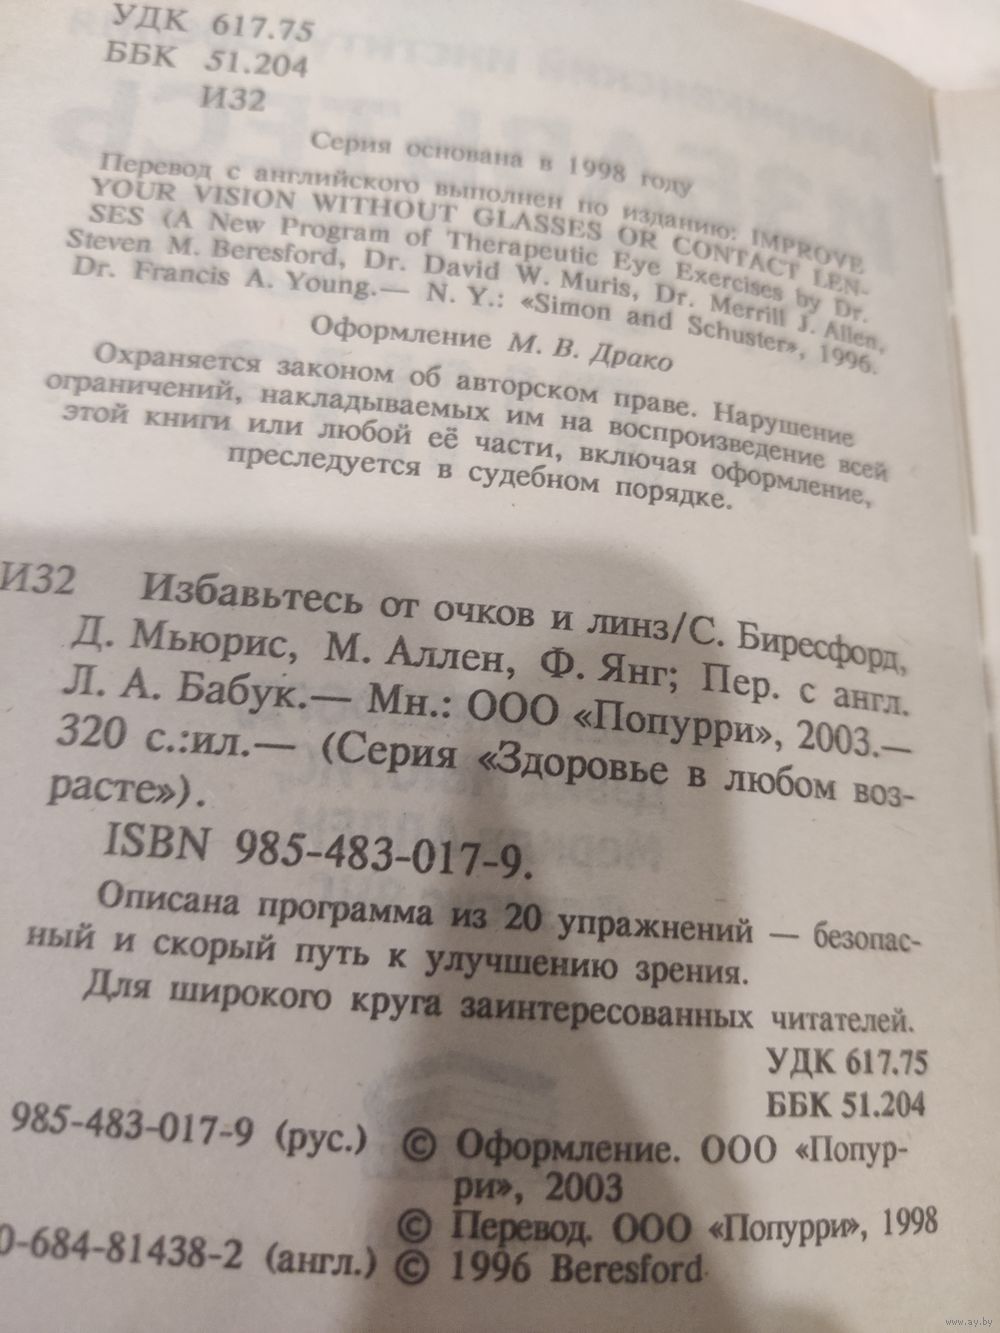 УДК 617.75
ББК 51.204
И32
Серия основана в 1998 году
Перевод с английского выполнен по изданию: IMPROVE
YOUR VISION WITHOUT GLASSES OR CONTACT LEN-
SES (A New Program of Therapeutic Eye Exercises by Dr.
Steven M. Beresford, Dr. David W. Muris, Dr. Merrill J. Allen,
Dr. Francis A. Young.— N. Y.: «Simon and Schuster», 1996.
Оформление М. В. Драко
Охраняется законом об авторском праве. Нарушение
ограничений, накладываемых им на воспроизведение всей
этой книги или любой её части, включая оформление,
преследуется в судебном порядке.
И32 Избавьтесь от очков и линз/С. Биресфорд,
Д. Мьюрис, М. Аллен, Ф. Янг; Пер. с англ.
Л. А. Бабук.— Мн.: ООО «Попурри», 2003.—
320 с.:ил.— (Серия «Здоровье в любом воз-
расте»).
ISBN 985-483-017-9.
Описана программа из 20 упражнений — безопас-
ный и скорый путь к улучшению зрения.
Для широкого круга заинтересованных читателей.
УДК 617.75
ББК 51.204
985-483-017-9 (рус.) © Оформление. ООО «Попур-
ри», 2003
© Перевод. ООО «Попурри», 1998
0-684-81438-2 (англ.) © 1996 Beresford
www.ay.by